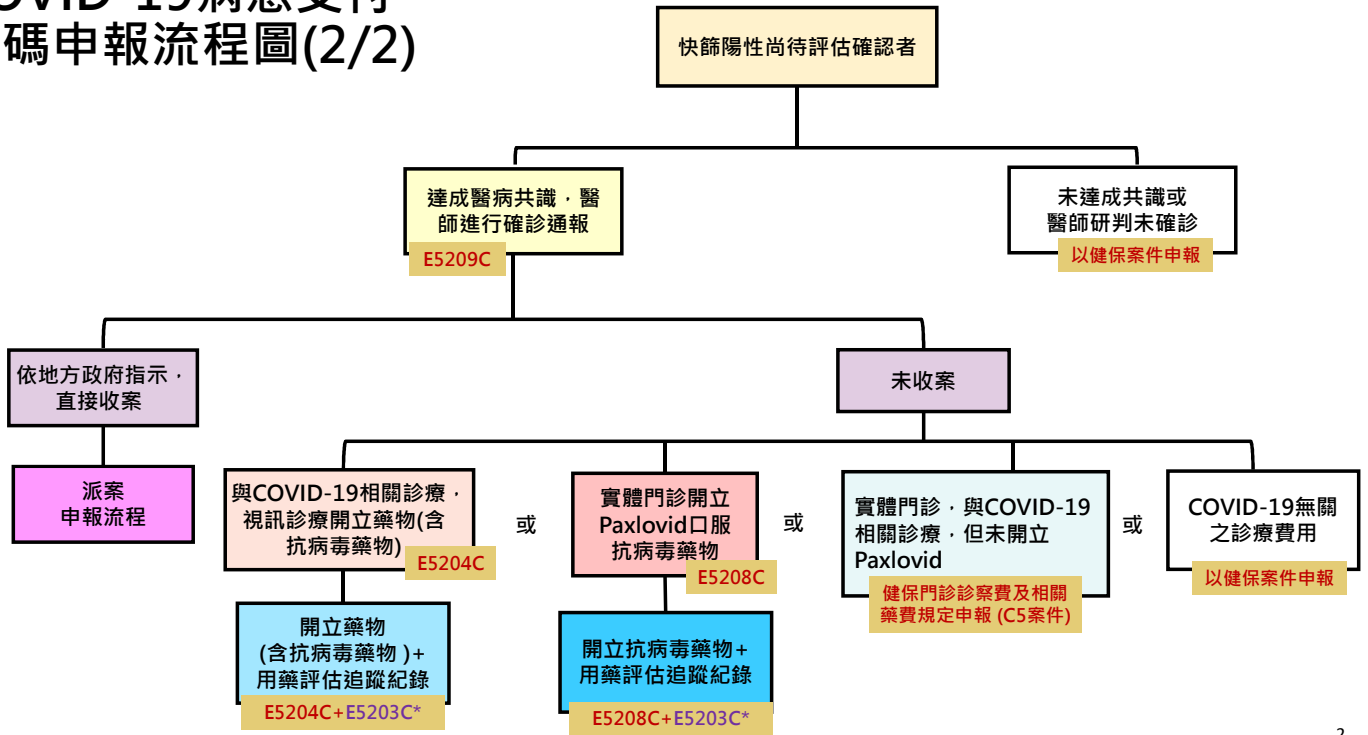 OVID-19病患支付
碼申報流程圖(2/2)
快篩陽性尚待評估確認者
達成醫病共識，醫
師進行確診通報
E5209C
未達成共識或
醫師研判未確診
以健保案件申報
依地方政府指示，
直接收案
未收案
派案
申報流程
與COVID-19相關診療，
視訊診療開立藥物(含
抗病毒藥物)
E5204C
或
實體門診開立
Paxlovid口服
抗病毒藥物
E5208C
或
實體門診，與COVID-19
相關診療，但未開立
Paxlovid
健保門診診察費及相關
藥費規定申報 (C5案件)
或
COVID-19無關
之診療費用
以健保案件申報
開立藥物
(含抗病毒藥物 )+
用藥評估追蹤紀錄
E5204C+E5203C*
開立抗病毒藥物+
用藥評估追蹤紀錄
E5208C+E5203C*
2